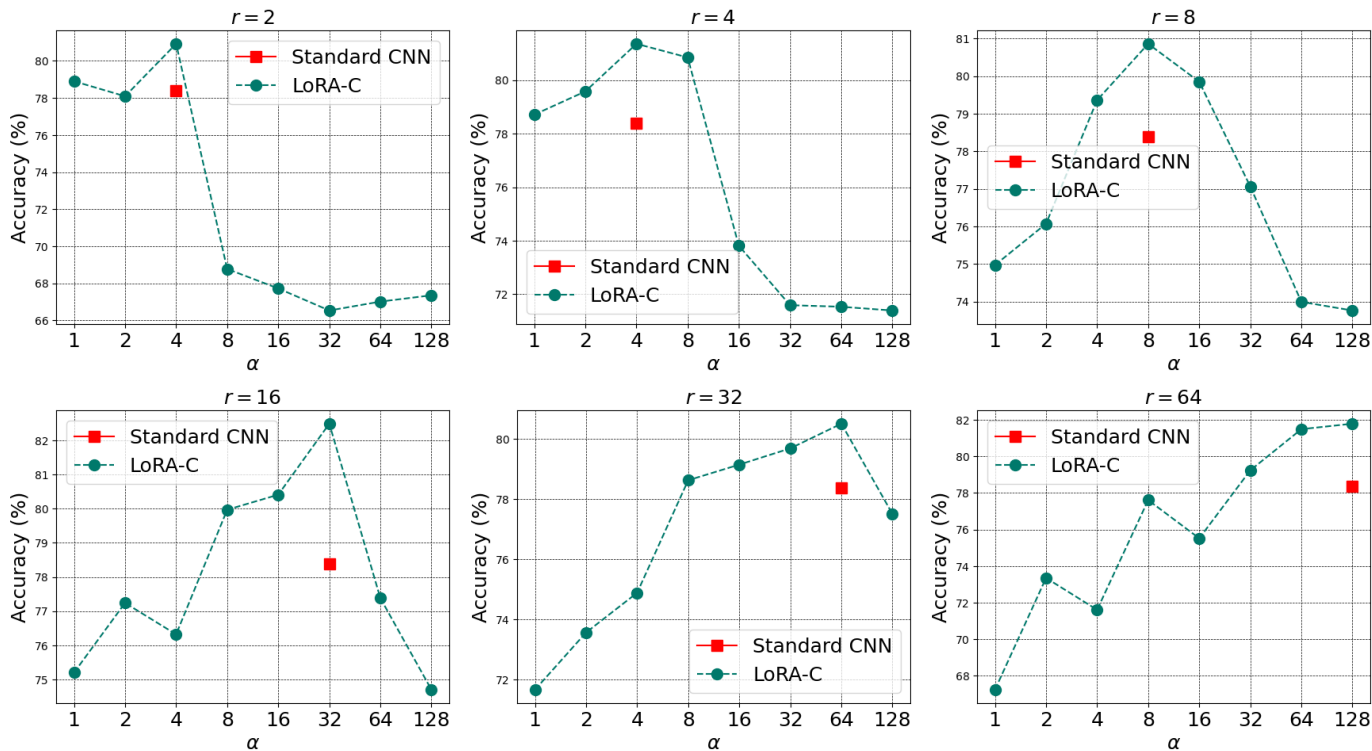 r = 2
80
78
76
74
72
70
68
66
Accuracy (%)
Standard CNN
LoRA-C
1 2 4 8 16 32 64 128
α
r = 4
80
78
76
74
72
Accuracy (%)
Standard CNN
LoRA-C
1 2 4 8 16 32 64 128
α
r = 8
81
80
79
78
77
76
75
74
Accuracy (%)
Standard CNN
LoRA-C
1 2 4 8 16 32 64 128
α
r = 16
82
81
80
79
78
77
76
75
Accuracy (%)
Standard CNN
LoRA-C
1 2 4 8 16 32 64 128
α
r = 32
80
78
76
74
72
Accuracy (%)
Standard CNN
LoRA-C
1 2 4 8 16 32 64 128
α
r = 64
82
80
78
76
74
72
70
68
Accuracy (%)
Standard CNN
LoRA-C
1 2 4 8 16 32 64 128
α